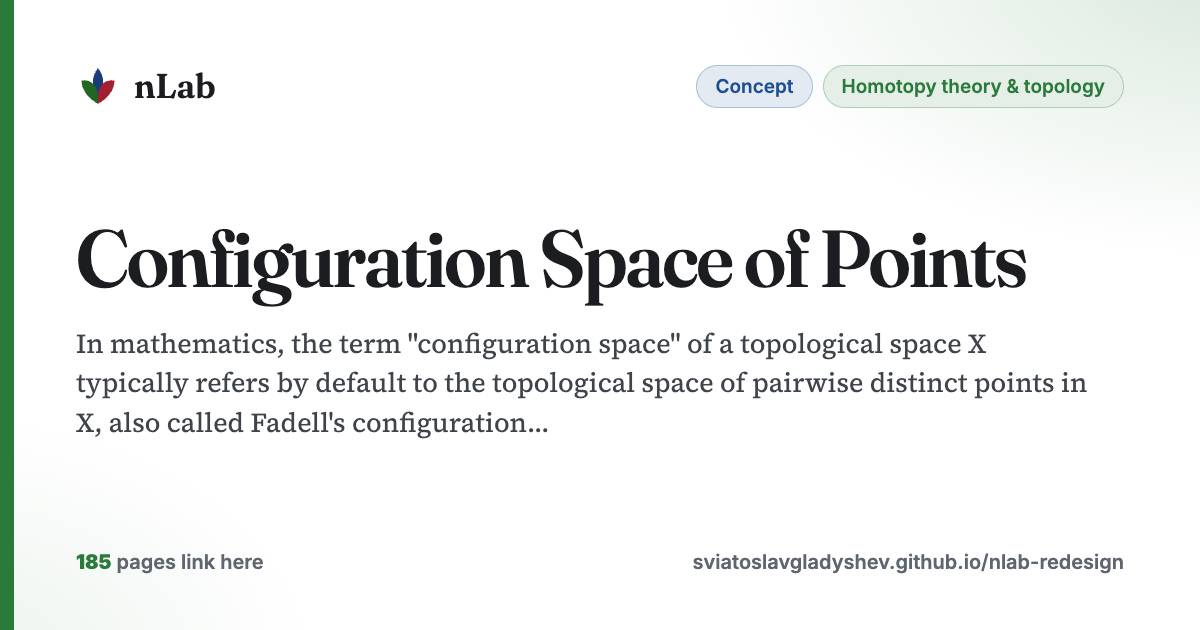 nLab
Concept
Homotopy theory & topology
Configuration Space of Points
In mathematics, the term "configuration space" of a topological space X
typically refers by default to the topological space of pairwise distinct points in
X, also called Fadell's configuration...
185 pages link here
sviatoslavgladyshev.github.io/nlab-redesign